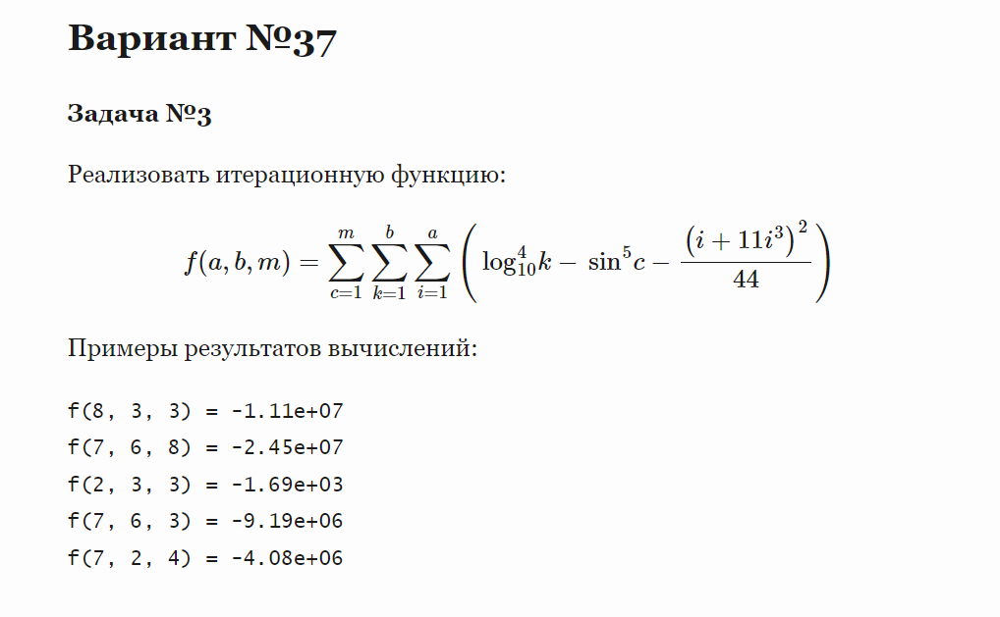 Вариант №37
Задача №3
Реализовать итерационную функцию:
f(a, b, m) = \sum_{c=1}^{m} \sum_{k=1}^{b} \sum_{i=1}^{a} \left( \log_{10}^{4} k - \sin^{5} c - \frac{(i + 11i^{3})^{2}}{44} \right)
Примеры результатов вычислений:
f(8, 3, 3) = -1.11e+07
f(7, 6, 8) = -2.45e+07
f(2, 3, 3) = -1.69e+03
f(7, 6, 3) = -9.19e+06
f(7, 2, 4) = -4.08e+06